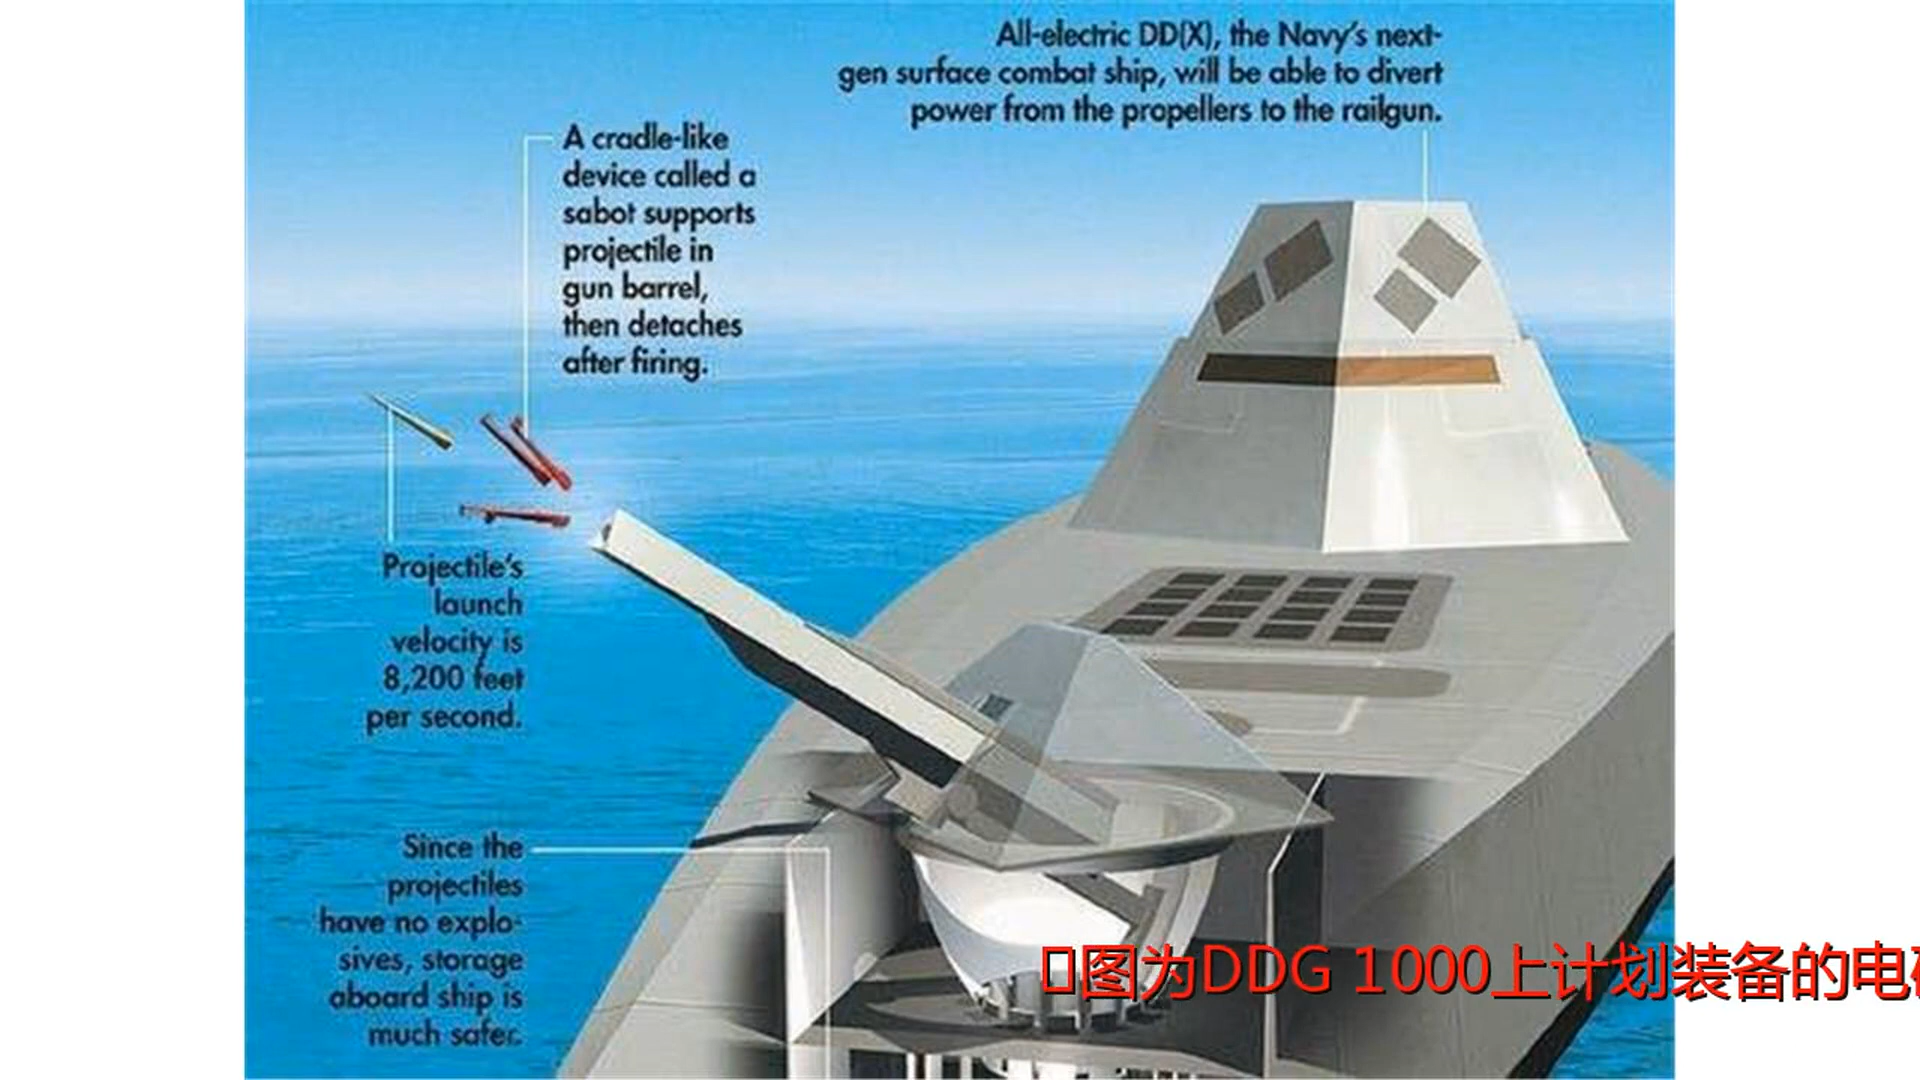 All-electric DD(X), the Navy's next-
gen surface combat ship, will be able to divert
power from the propellers to the railgun.
A cradle-like
device called a
sabot supports
projectile in
gun barrel,
then detaches
after firing.
Projectile's
launch
velocity is
8,200 feet
per second.
Since the
projectiles
have no explo-
sives, storage
aboard ship is
much safer.
图为DDG 1000上计划装备的电